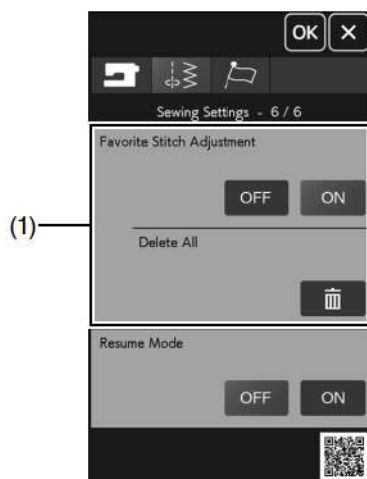 OK X
Sewing Settings - 6 / 6
Favorite Stitch Adjustment
OFF ON
(1)
Delete All
Resume Mode
OFF ON